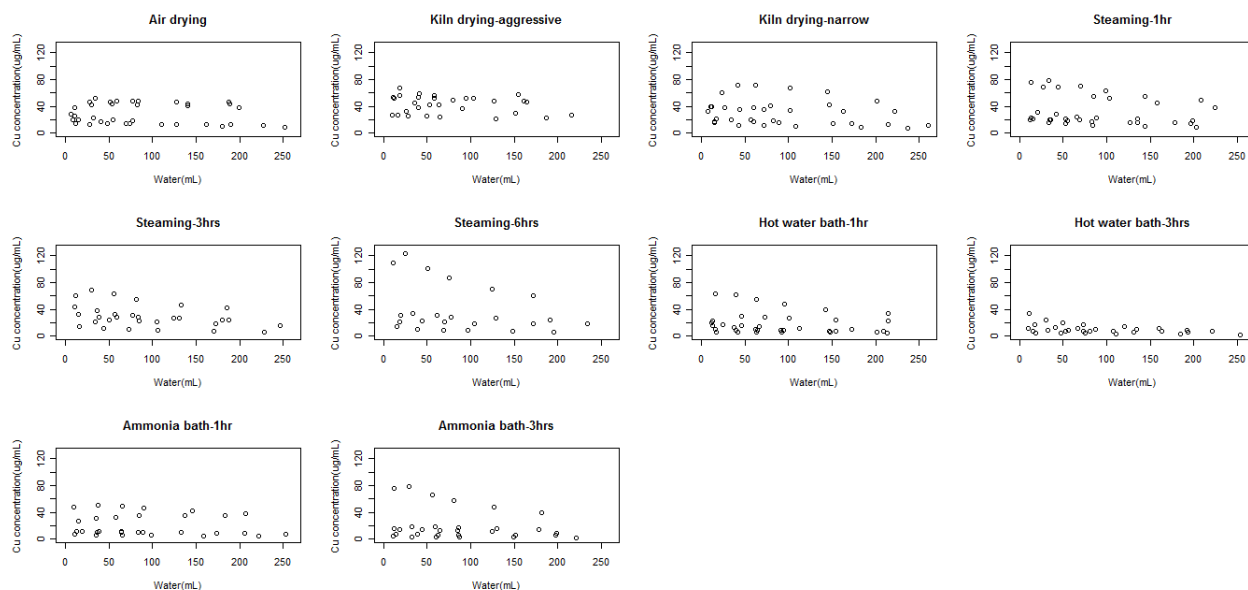 Air drying
Kiln drying-aggressive
Kiln drying-narrow
Steaming-1hr
Cu concentration(ug/mL)
0 40 80 120
0 50 100 150 200 250
Water(mL)
Cu concentration(ug/mL)
0 40 80 120
0 50 100 150 200 250
Water(mL)
Cu concentration(ug/mL)
0 40 80 120
0 50 100 150 200 250
Water(mL)
Cu concentration(ug/mL)
0 40 80 120
0 50 100 150 200 250
Water(mL)
Steaming-3hrs
Steaming-6hrs
Hot water bath-1hr
Hot water bath-3hrs
Cu concentration(ug/mL)
0 40 80 120
0 50 100 150 200 250
Water(mL)
Cu concentration(ug/mL)
0 40 80 120
0 50 100 150 200 250
Water(mL)
Cu concentration(ug/mL)
0 40 80 120
0 50 100 150 200 250
Water(mL)
Cu concentration(ug/mL)
0 40 80 120
0 50 100 150 200 250
Water(mL)
Ammonia bath-1hr
Ammonia bath-3hrs
Cu concentration(ug/mL)
0 40 80 120
0 50 100 150 200 250
Water(mL)
Cu concentration(ug/mL)
0 40 80 120
0 50 100 150 200 250
Water(mL)